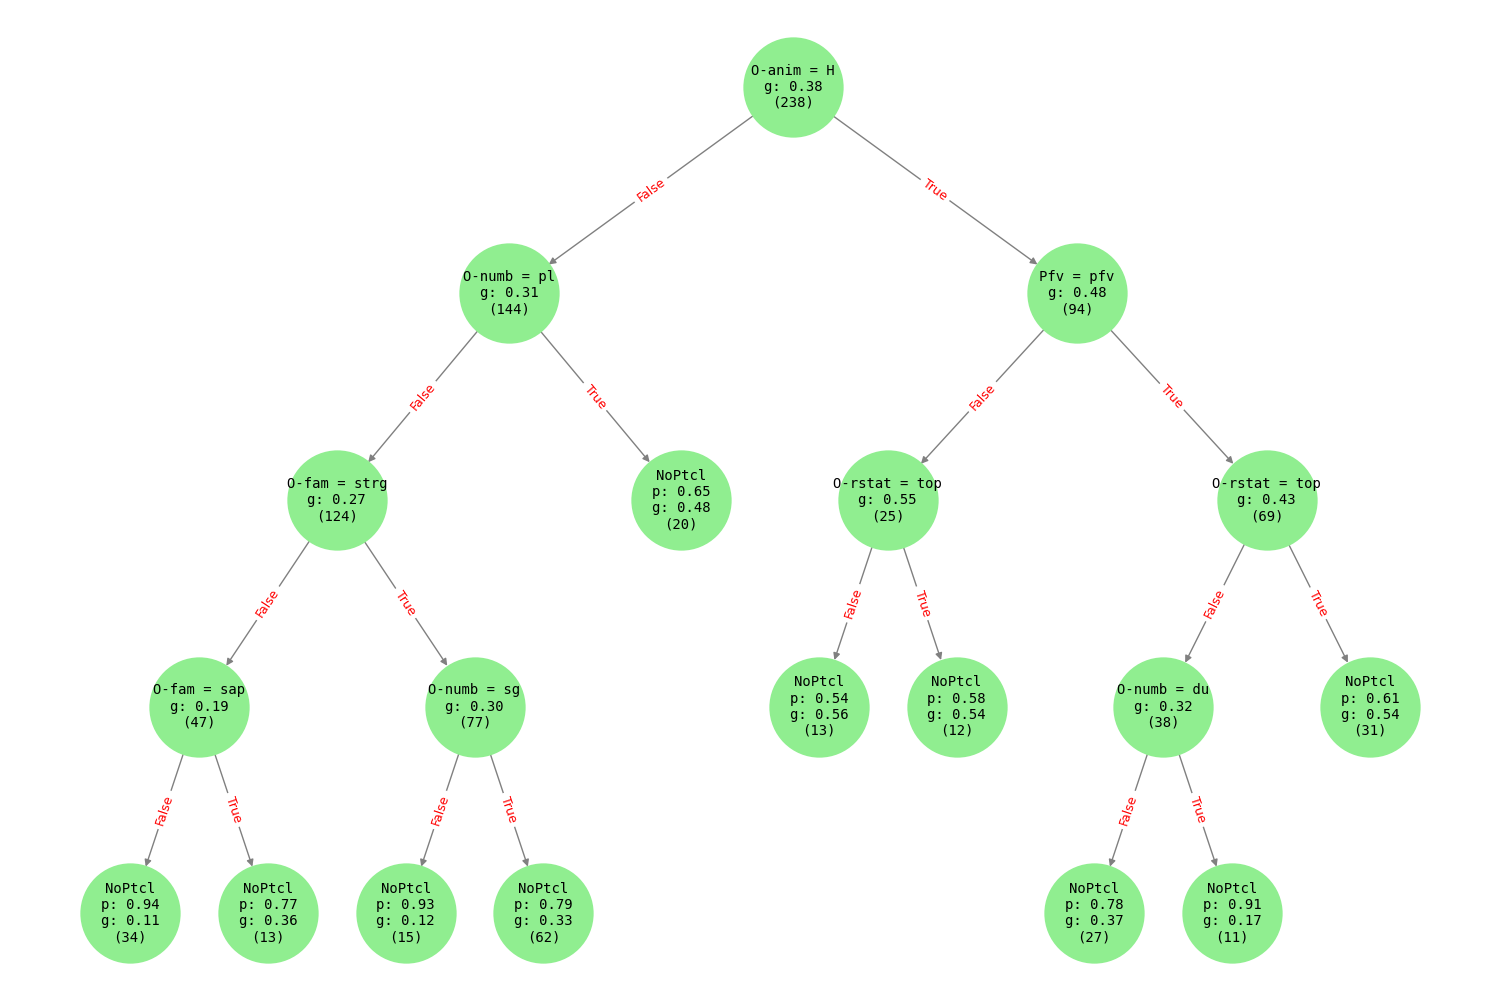 O-anim = H
g: 0.38
(238)
False
True
O-numb = pl
g: 0.31
(144)
Pfv = pfv
g: 0.48
(94)
False
True
False
True
O-fam = strg
g: 0.27
(124)
NoPtcl
p: 0.65
g: 0.48
(20)
O-rstat = top
g: 0.55
(25)
O-rstat = top
g: 0.43
(69)
False
True
False
True
False
True
O-fam = sap
g: 0.19
(47)
O-numb = sg
g: 0.30
(77)
NoPtcl
p: 0.54
g: 0.56
(13)
NoPtcl
p: 0.58
g: 0.54
(12)
O-numb = du
g: 0.32
(38)
NoPtcl
p: 0.61
g: 0.54
(31)
False
True
False
True
False
True
NoPtcl
p: 0.94
g: 0.11
(34)
NoPtcl
p: 0.77
g: 0.36
(13)
NoPtcl
p: 0.93
g: 0.12
(15)
NoPtcl
p: 0.79
g: 0.33
(62)
NoPtcl
p: 0.78
g: 0.37
(27)
NoPtcl
p: 0.91
g: 0.17
(11)